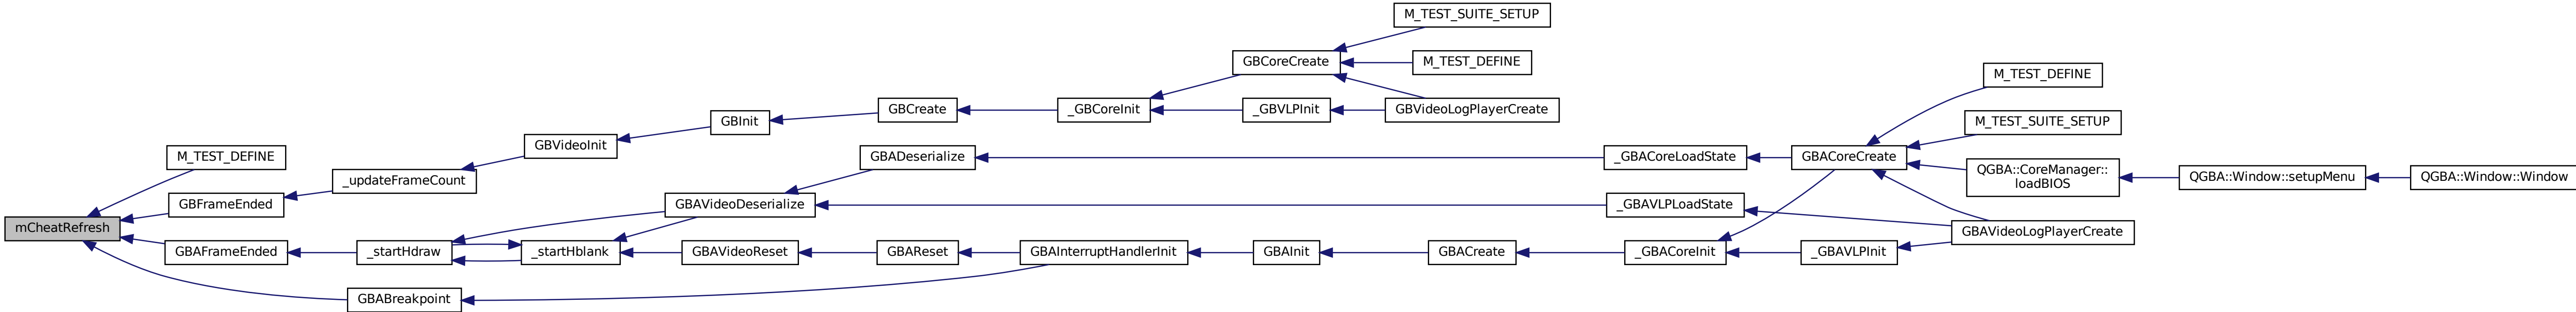 mCheatRefresh
M_TEST_DEFINE
GBFrameEnded
GBAFrameEnded
GBABreakpoint
_updateFrameCount
_startHdraw
GBVideoInit
_startHblank
GBInit
GBAVideoDeserialize
GBAVideoReset
GBCreate
GBADeserialize
GBAReset
_GBCoreInit
GBAInterruptHandlerInit
GBCoreCreate
_GBVLPInit
GBAInit
M_TEST_SUITE_SETUP
M_TEST_DEFINE
GBVideoLogPlayerCreate
GBACreate
_GBACoreLoadState
_GBAVLPLoadState
_GBACoreInit
GBACoreCreate
_GBAVLPInit
M_TEST_DEFINE
M_TEST_SUITE_SETUP
QGBA::CoreManager::
loadBIOS
GBAVideoLogPlayerCreate
QGBA::Window::setupMenu
QGBA::Window::Window